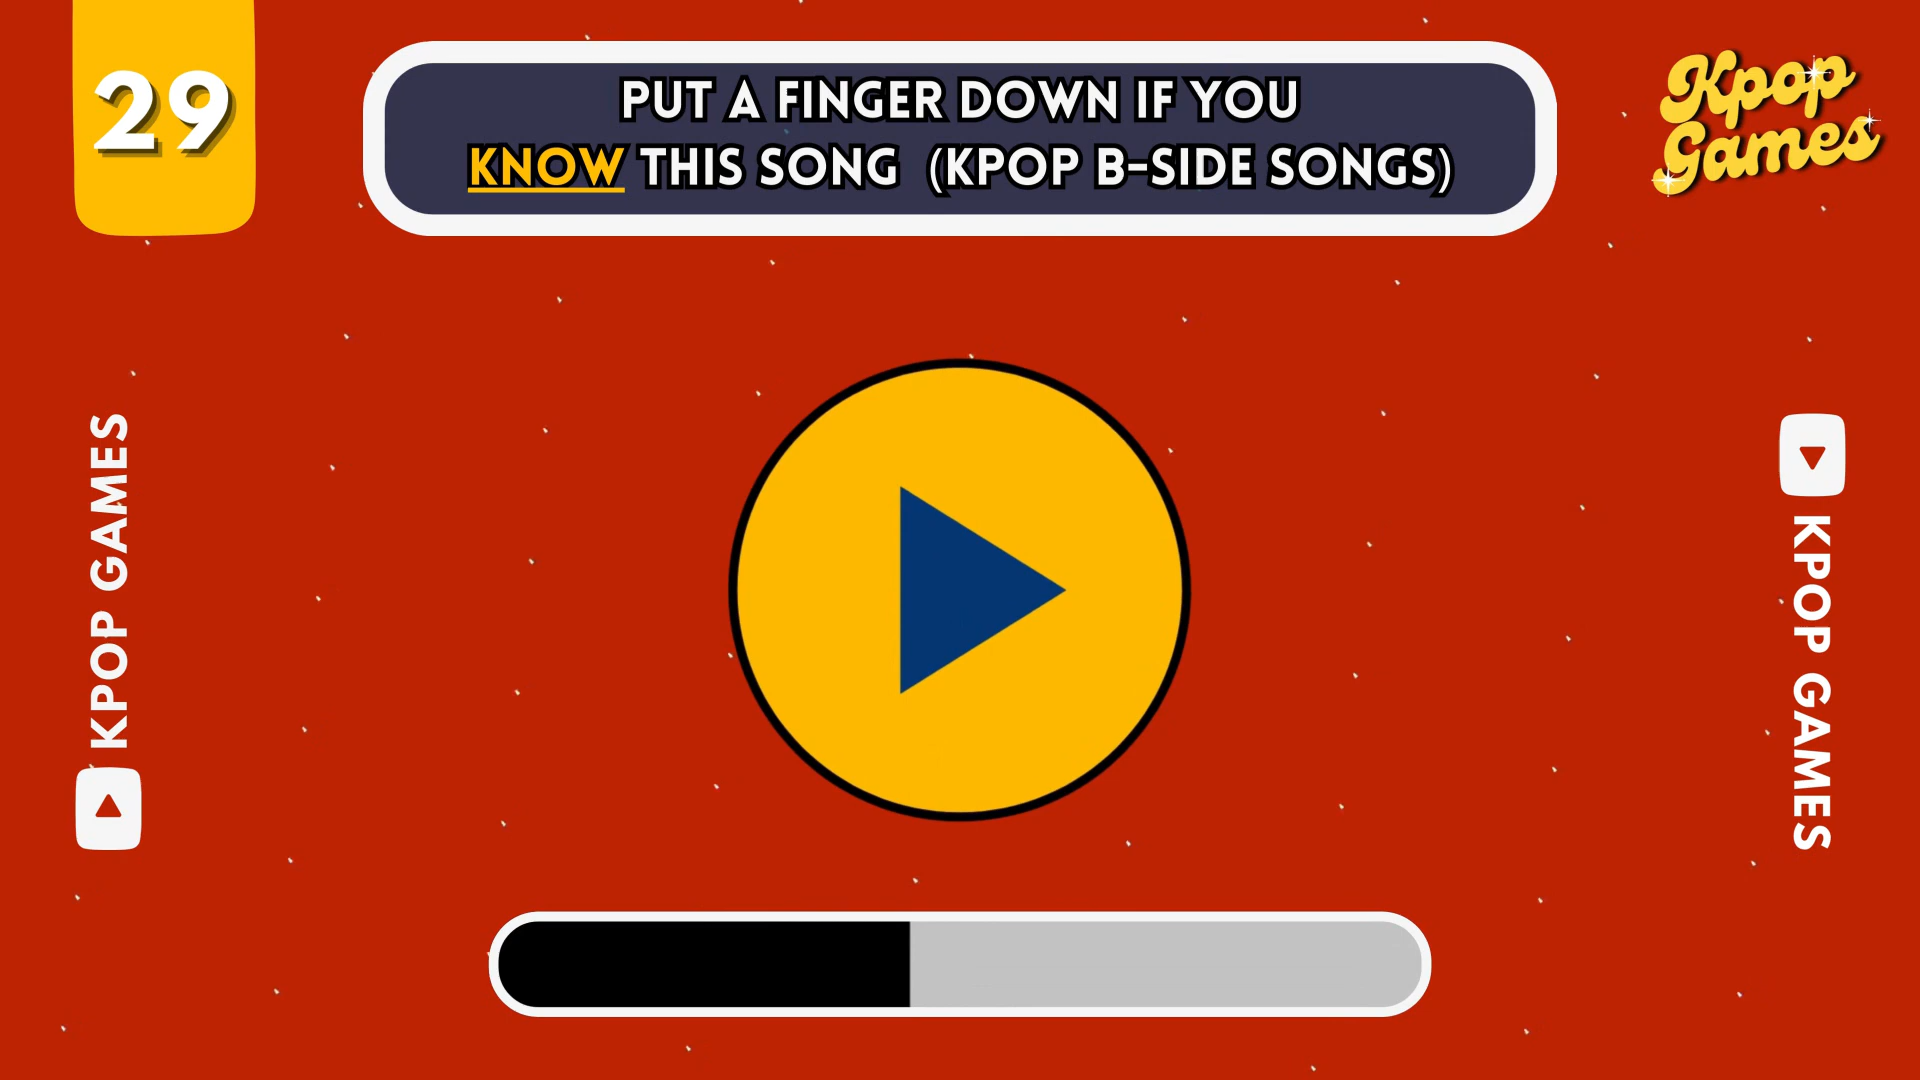 29
PUT A FINGER DOWN IF YOU
KNOW THIS SONG (KPOP B-SIDE SONGS)
Kpop
Games
KPOP GAMES
KPOP GAMES